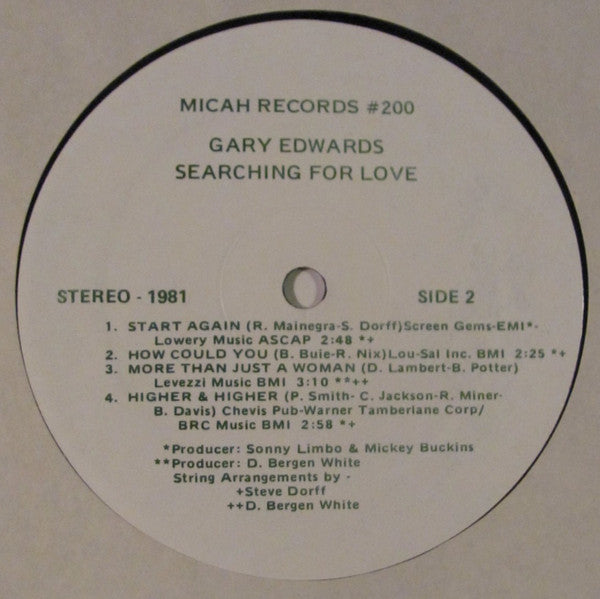 MICAH RECORDS #200
GARY EDWARDS
SEARCHING FOR LOVE
STEREO - 1981 SIDE 2
1. START AGAIN (R. Mainegra-S. Dorff)Screen Gems-EMI*-
Lowery Music ASCAP 2:48 *+
2. HOW COULD YOU (B. Buie-R. Nix)Lou-Sal Inc. BMI 2:25 *+
3. MORE THAN JUST A WOMAN (D. Lambert-B. Potter)
Levezzi Music BMI 3:10 **++
4. HIGHER & HIGHER (P. Smith- C. Jackson-R. Miner-
B. Davis) Chevis Pub-Warner Tamberlane Corp/
BRC Music BMI 2:58 *+
*Producer: Sonny Limbo & Mickey Buckins
**Producer: D. Bergen White
String Arrangements by -
+Steve Dorff
++D. Bergen White